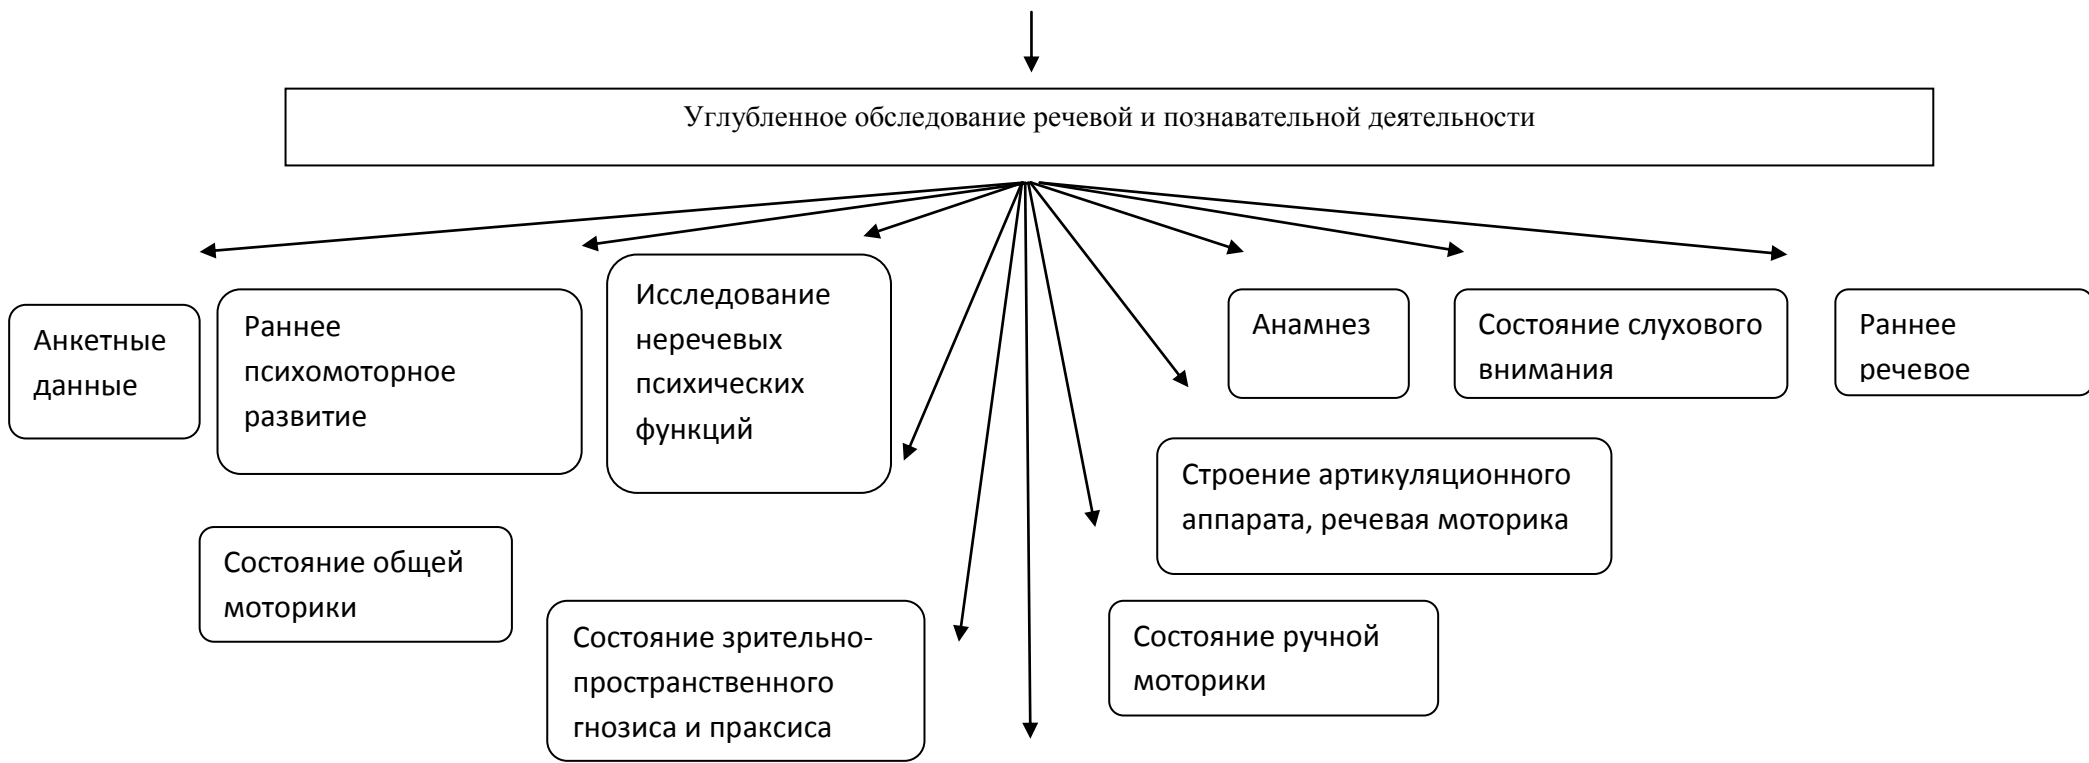 Углубленное обследование речевой и познавательной деятельности
Анкетные
данные
Раннее
психомоторное
развитие
Исследование
неречевых
психических
функций
Анамнез
Состояние слухового
внимания
Раннее
речевое
Строение артикуляционного
аппарата, речевая моторика
Состояние общей
моторики
Состояние зрительно-
пространственного
гнозиса и праксиса
Состояние ручной
моторики